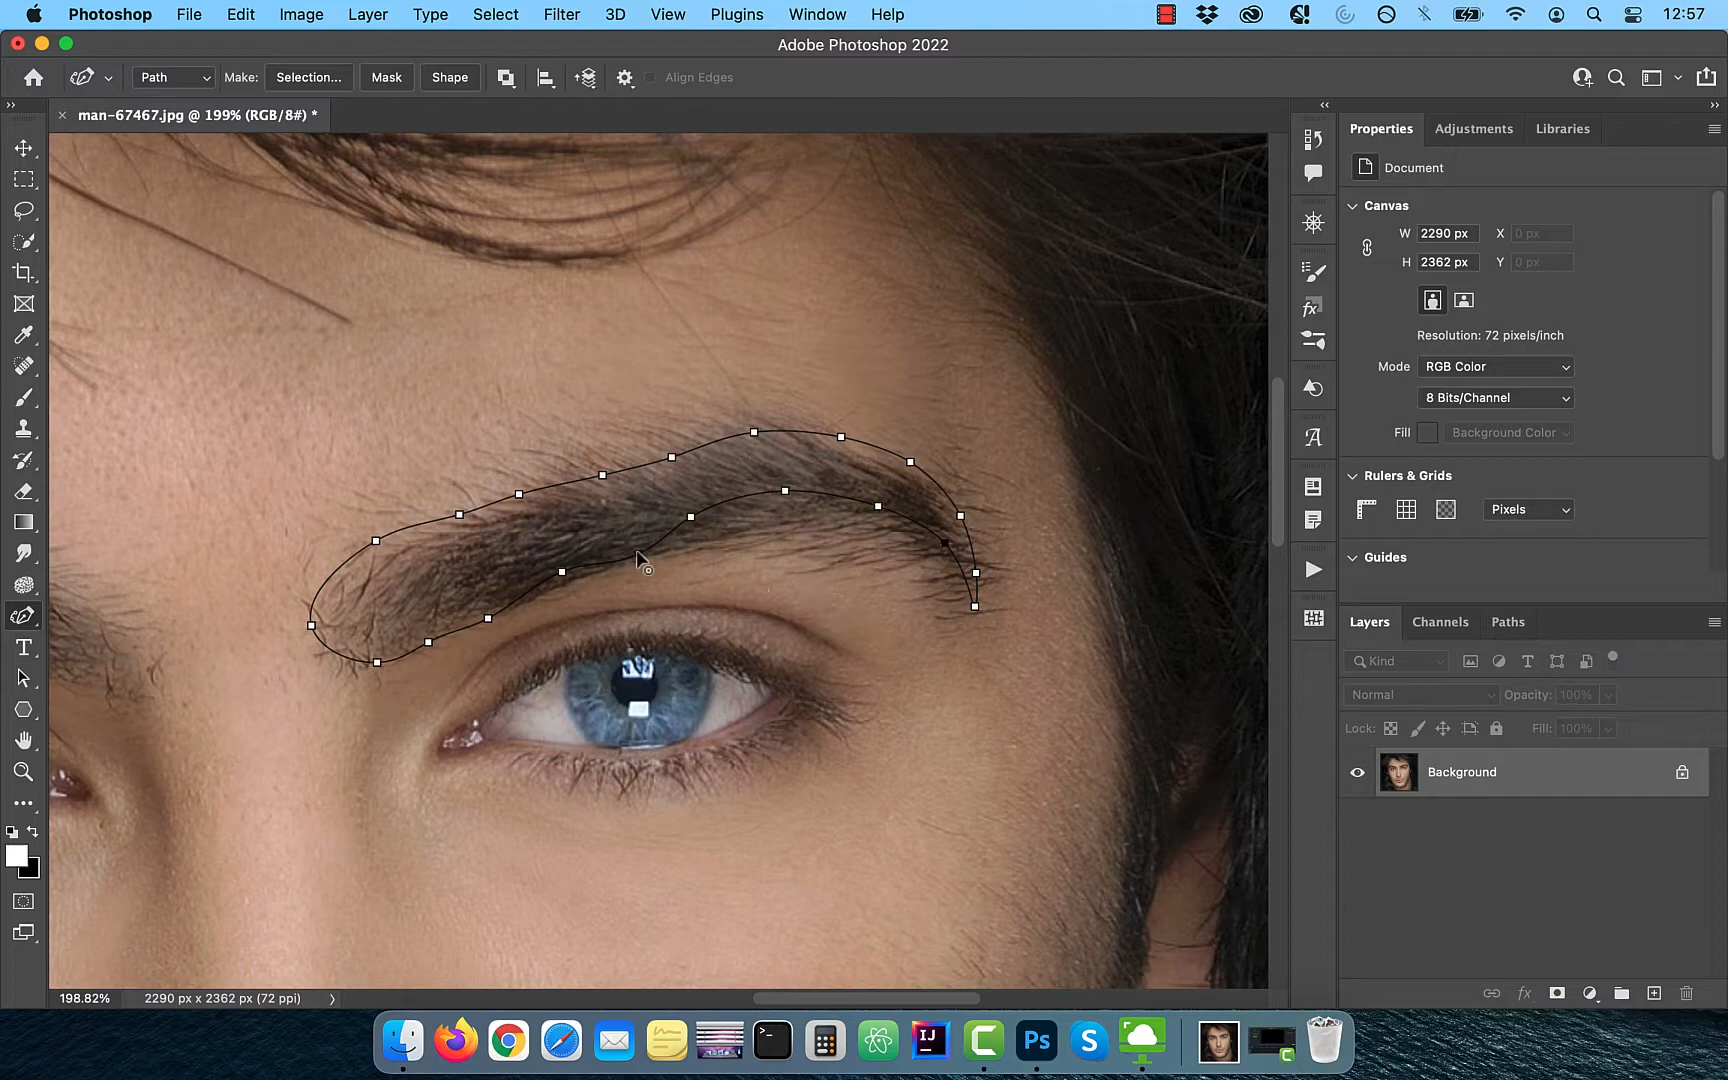 Photoshop File Edit Image Layer Type Select Filter 3D View Plugins Window Help 12:57
Adobe Photoshop 2022
Path Make: Selection... Mask Shape Align Edges
man-67467.jpg @ 199% (RGB/8#) *
Properties Adjustments Libraries
Document
Canvas
W 2290 px X 0 px
H 2362 px Y 0 px
Resolution: 72 pixels/inch
Mode RGB Color
8 Bits/Channel
Fill Background Color
Rulers & Grids
Pixels
Guides
Layers Channels Paths
Kind
Normal Opacity: 100%
Lock: Fill: 100%
Background
198.82% 2290 px x 2362 px (72 ppi)
IJ Ps S